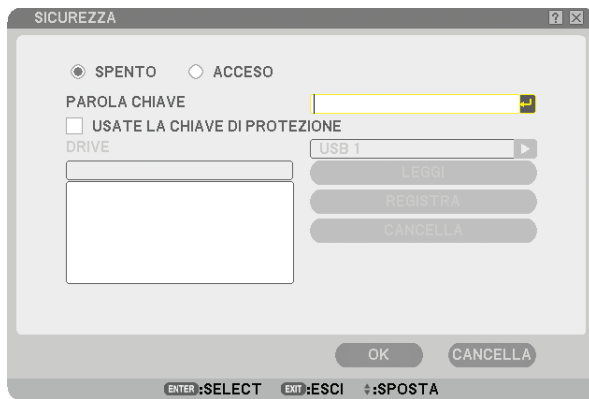 SICUREZZA
SPENTO ACCESO
PAROLA CHIAVE
USATE LA CHIAVE DI PROTEZIONE
DRIVE USB 1
LEGGI
REGISTRA
CANCELLA
OK CANCELLA
ENTER:SELECT EXIT:ESCI :SPOSTA